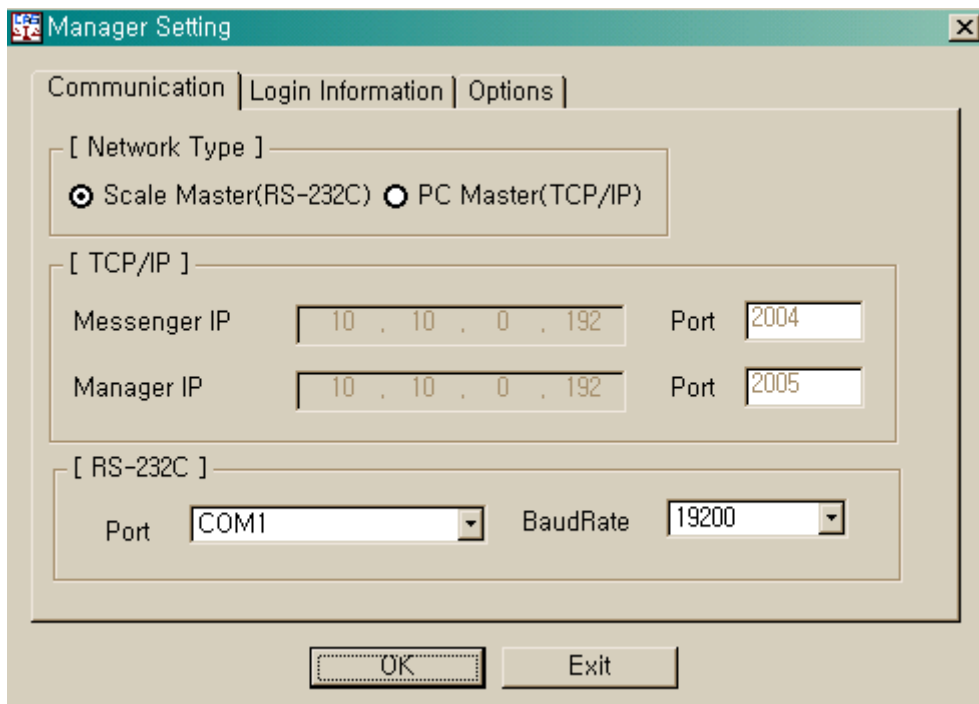 Manager Setting
Communication Login Information Options
[ Network Type ]
Scale Master(RS-232C) PC Master(TCP/IP)
[ TCP/IP ]
Messenger IP 10 . 10 . 0 . 192 Port 2004
Manager IP 10 . 10 . 0 . 192 Port 2005
[ RS-232C ]
Port COM1 BaudRate 19200
OK Exit